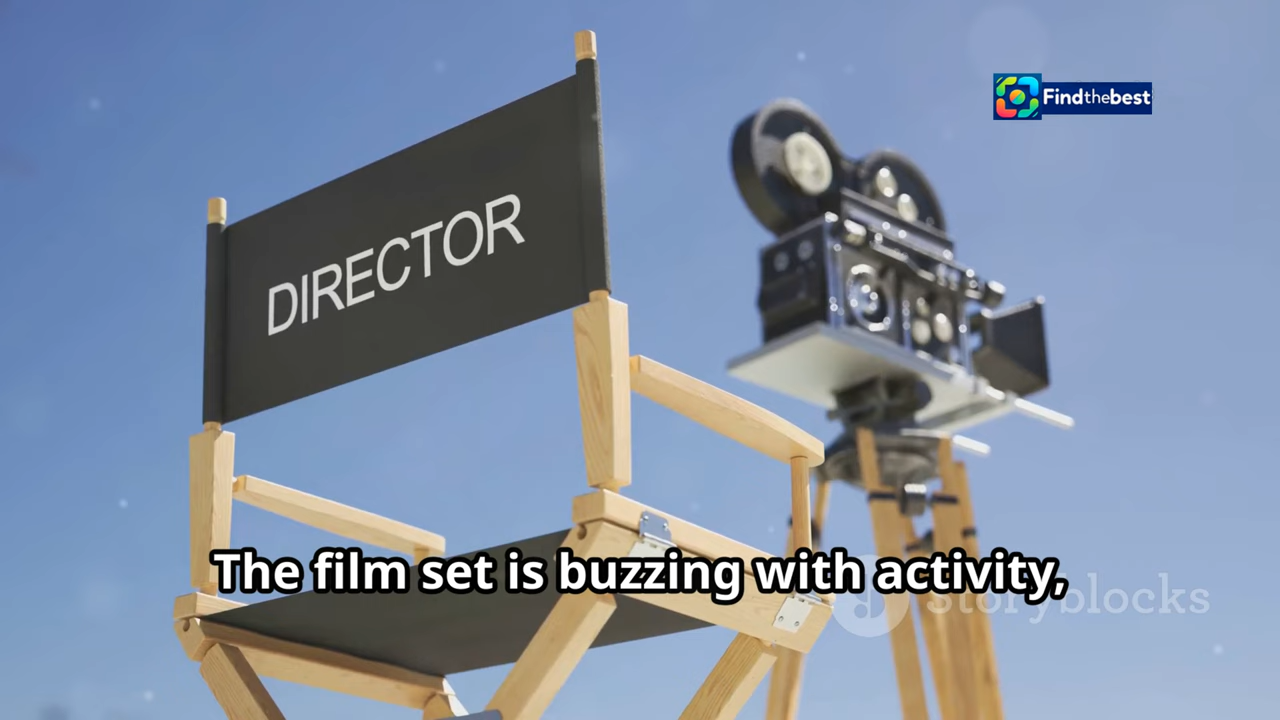 Findthebest
DIRECTOR
The film set is buzzing with activity,
storyblocks